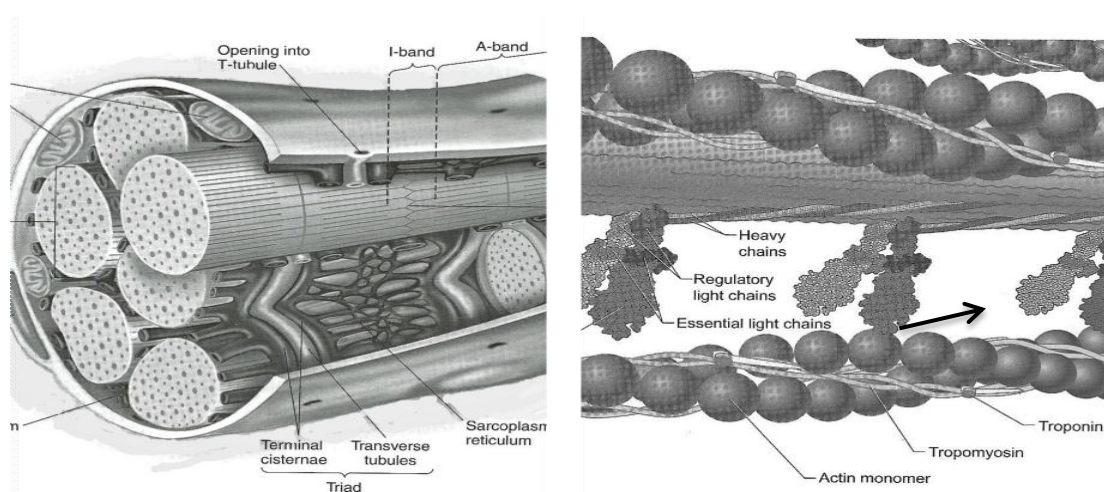 Opening into
T-tubule
I-band
A-band
Terminal
cisternae
Transverse
tubules
Sarcoplasm
reticulum
Triad
m
Heavy
chains
Regulatory
light chains
Essential light chains
Troponin
Tropomyosin
Actin monomer